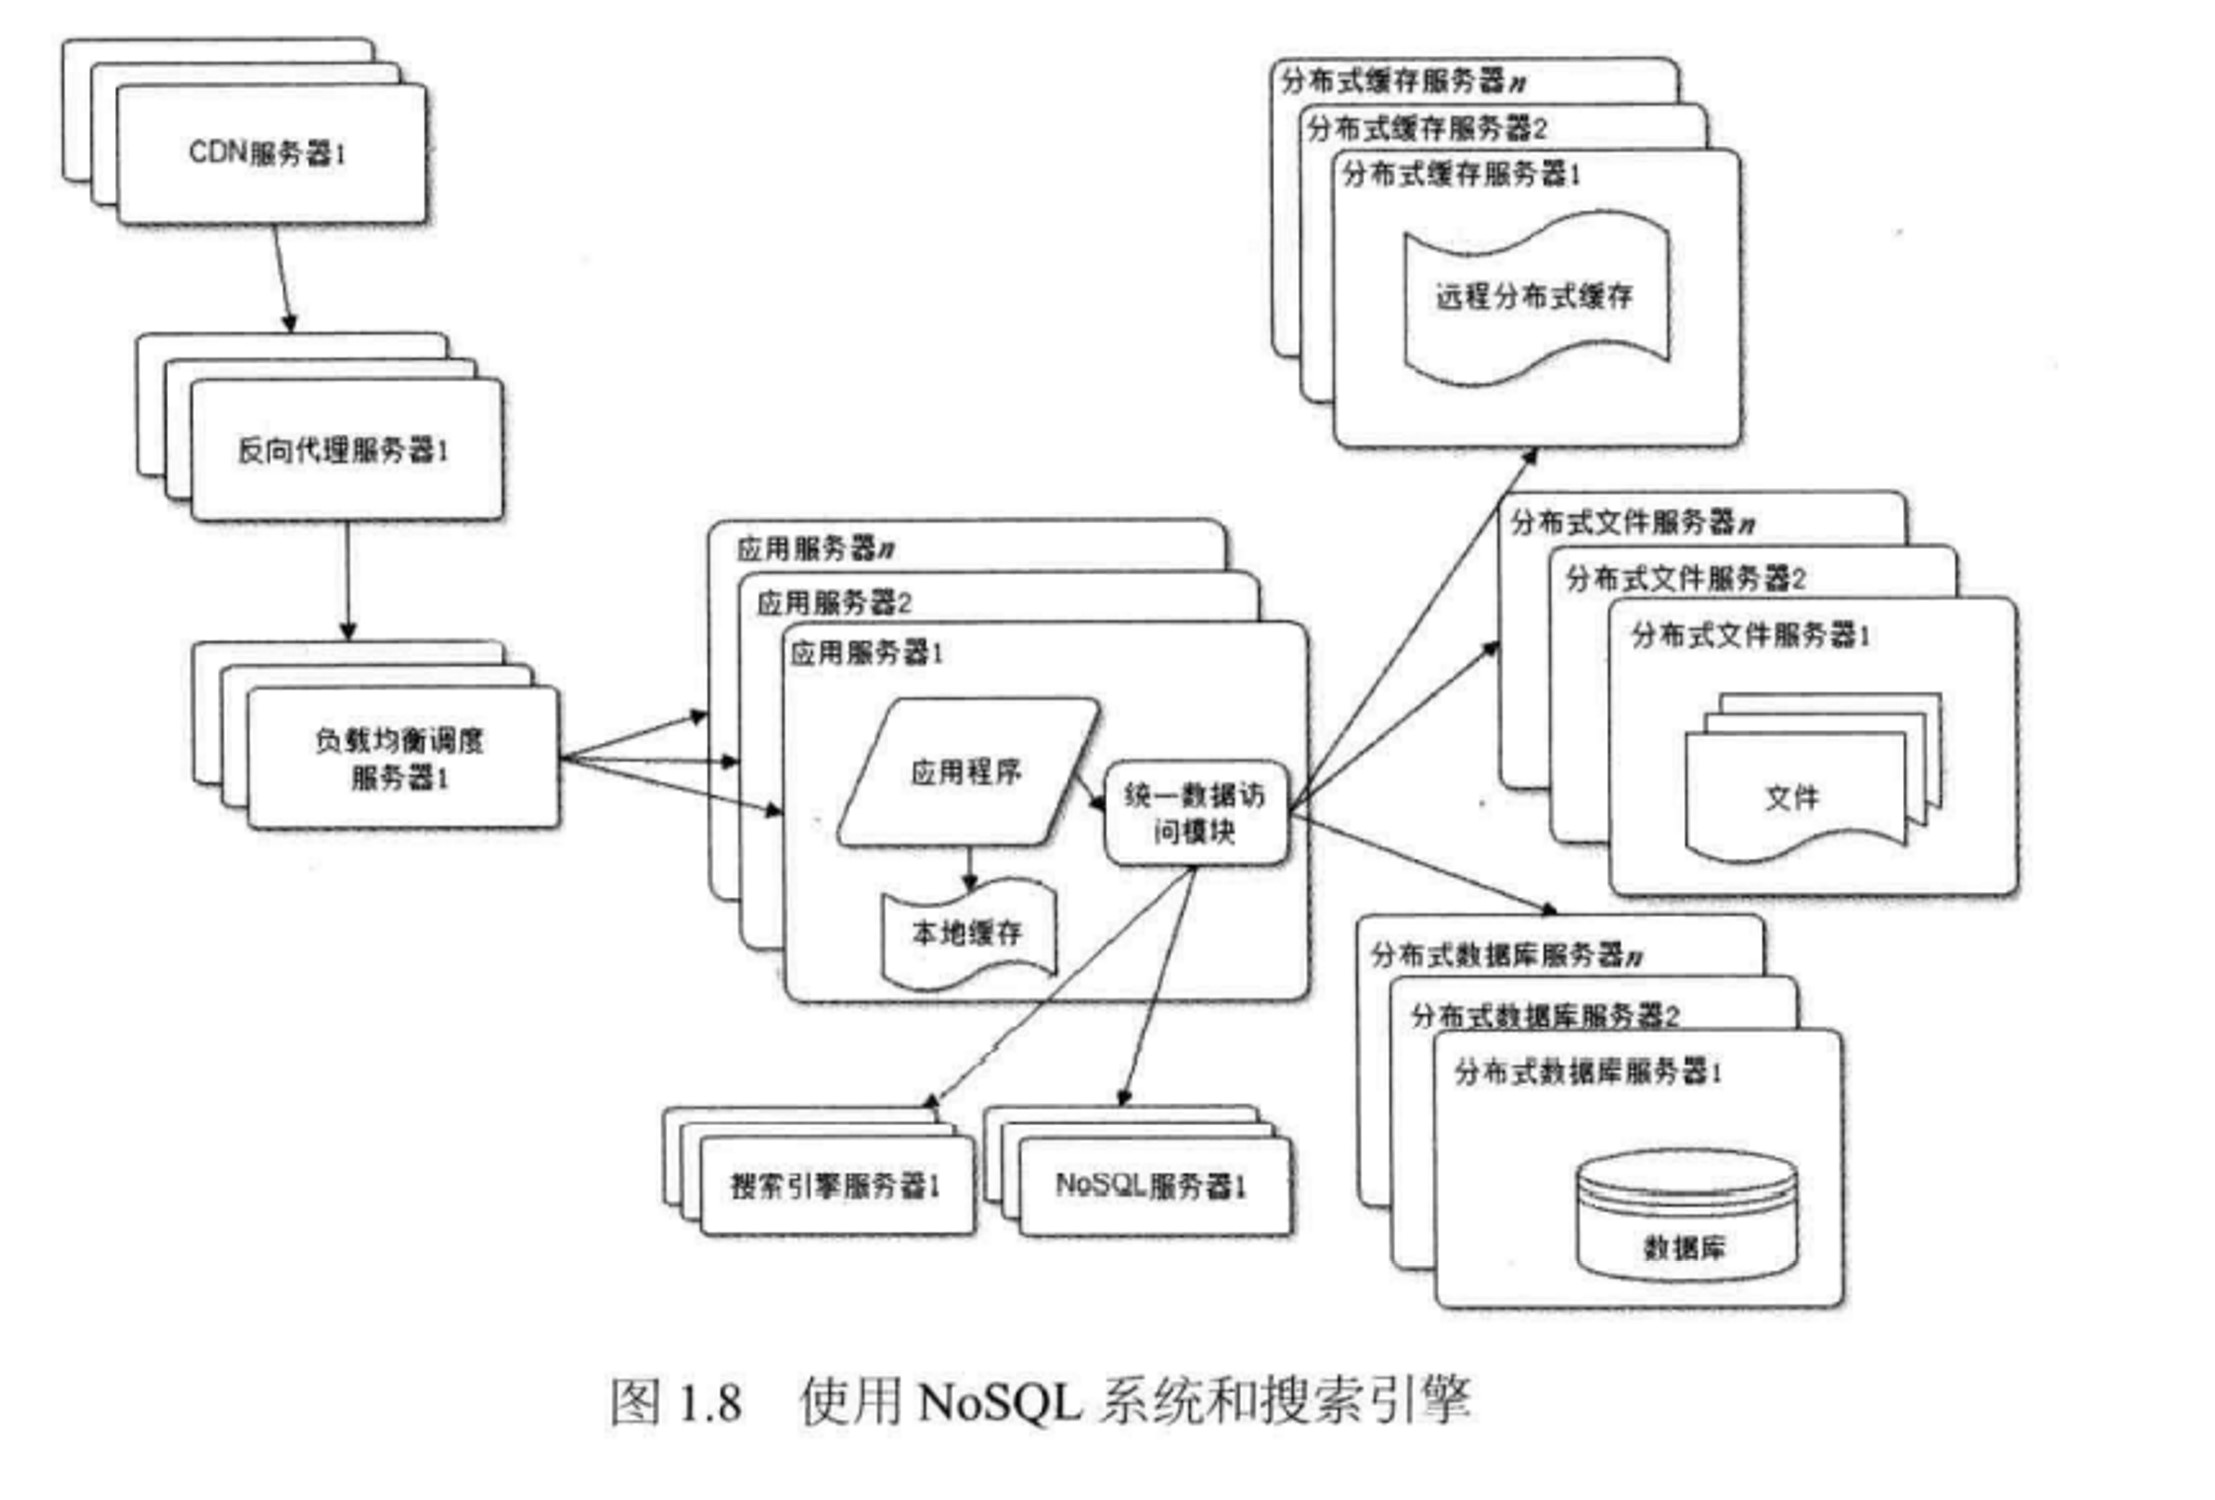 CDN服务器1
反向代理服务器1
负载均衡调度
服务器1
应用服务器n
应用服务器2
应用服务器1
应用程序
统一数据访
问模块
本地缓存
分布式缓存服务器n
分布式缓存服务器2
分布式缓存服务器1
远程分布式缓存
分布式文件服务器n
分布式文件服务器2
分布式文件服务器1
文件
分布式数据库服务器n
分布式数据库服务器2
分布式数据库服务器1
数据库
搜索引擎服务器1
NoSQL服务器1
图 1.8 使用 NoSQL 系统和搜索引擎